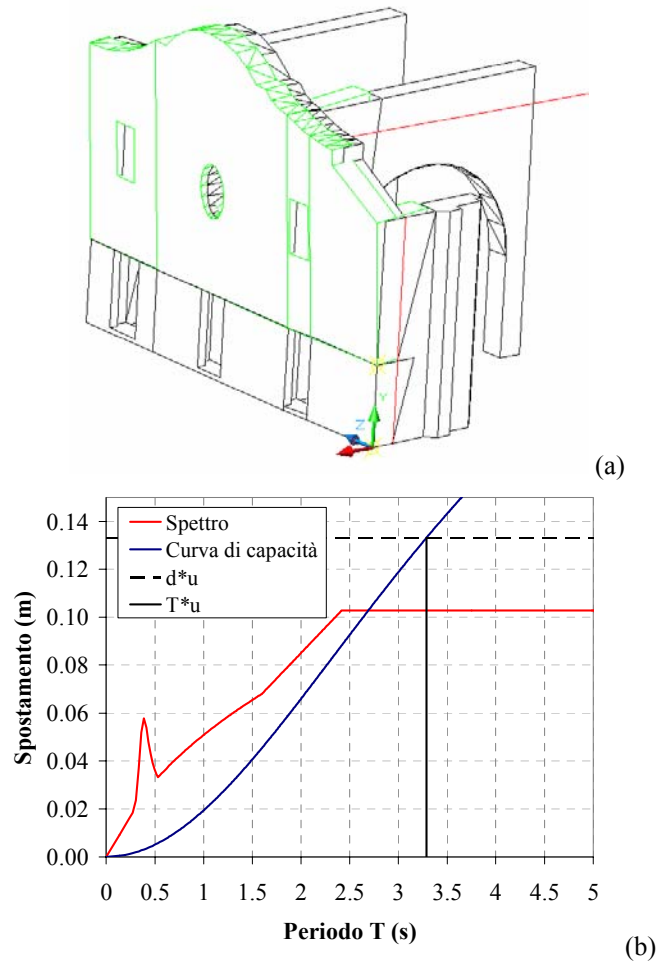 Y
Z
(a)
Spettro
Curva di capacità
d*u
T*u
Spostamento (m)
0.14
0.12
0.10
0.08
0.06
0.04
0.02
0.00
0 0.5 1 1.5 2 2.5 3 3.5 4 4.5 5
Periodo T (s)
(b)